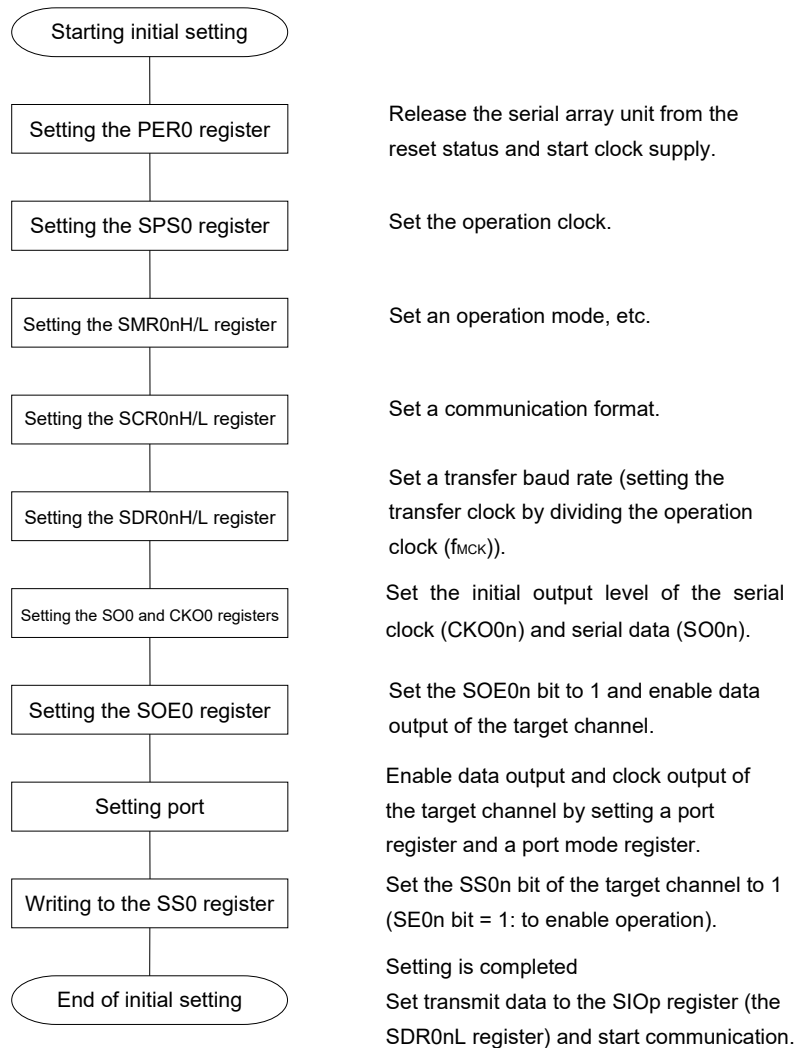 Starting initial setting
Setting the PER0 register
Release the serial array unit from the
reset status and start clock supply.
Setting the SPS0 register
Set the operation clock.
Setting the SMR0nH/L register
Set an operation mode, etc.
Setting the SCR0nH/L register
Set a communication format.
Setting the SDR0nH/L register
Set a transfer baud rate (setting the
transfer clock by dividing the operation
clock (fMCK)).
Setting the SO0 and CKO0 registers
Set the initial output level of the serial
clock (CKO0n) and serial data (SO0n).
Setting the SOE0 register
Set the SOE0n bit to 1 and enable data
output of the target channel.
Setting port
Enable data output and clock output of
the target channel by setting a port
register and a port mode register.
Writing to the SS0 register
Set the SS0n bit of the target channel to 1
(SE0n bit = 1: to enable operation).
End of initial setting
Setting is completed
Set transmit data to the SIOp register (the
SDR0nL register) and start communication.